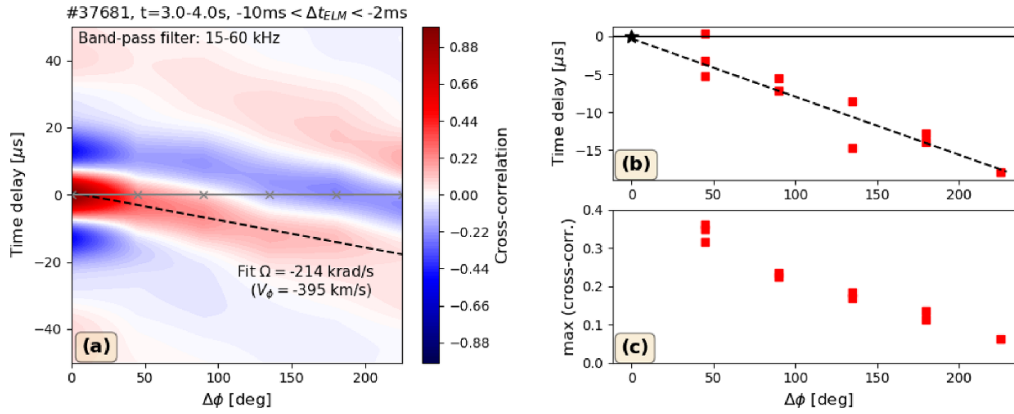 #37681, t=3.0-4.0s, -10ms < Δt_ELM < -2ms
Band-pass filter: 15-60 kHz
Time delay [μs]
40
20
0
−20
−40
Fit Ω = -214 krad/s
(V_ϕ = -395 km/s)
(a)
0
50
100
150
200
Δϕ [deg]
0.88
0.66
0.44
0.22
0.00
−0.22
−0.44
−0.66
−0.88
Cross-correlation
Time delay [μs]
0
−5
−10
−15
(b)
max (cross-corr.)
0.4
0.3
0.2
0.1
0.0
(c)
0
50
100
150
200
Δϕ [deg]